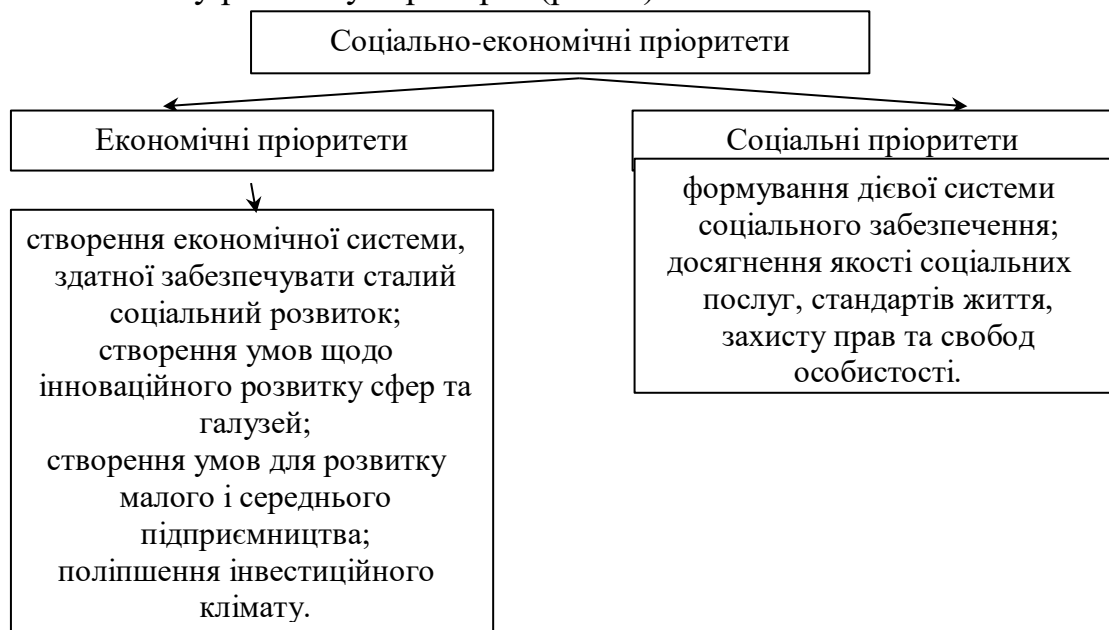 Соціально-економічні пріоритети
Економічні пріоритети
Соціальні пріоритети
створення економічної системи,
здатної забезпечувати сталий
соціальний розвиток;
створення умов щодо
інноваційного розвитку сфер та
галузей;
створення умов для розвитку
малого і середнього
підприємництва;
поліпшення інвестиційного
клімату.
формування дієвої системи
соціального забезпечення;
досягнення якості соціальних
послуг, стандартів життя,
захисту прав та свобод
особистості.